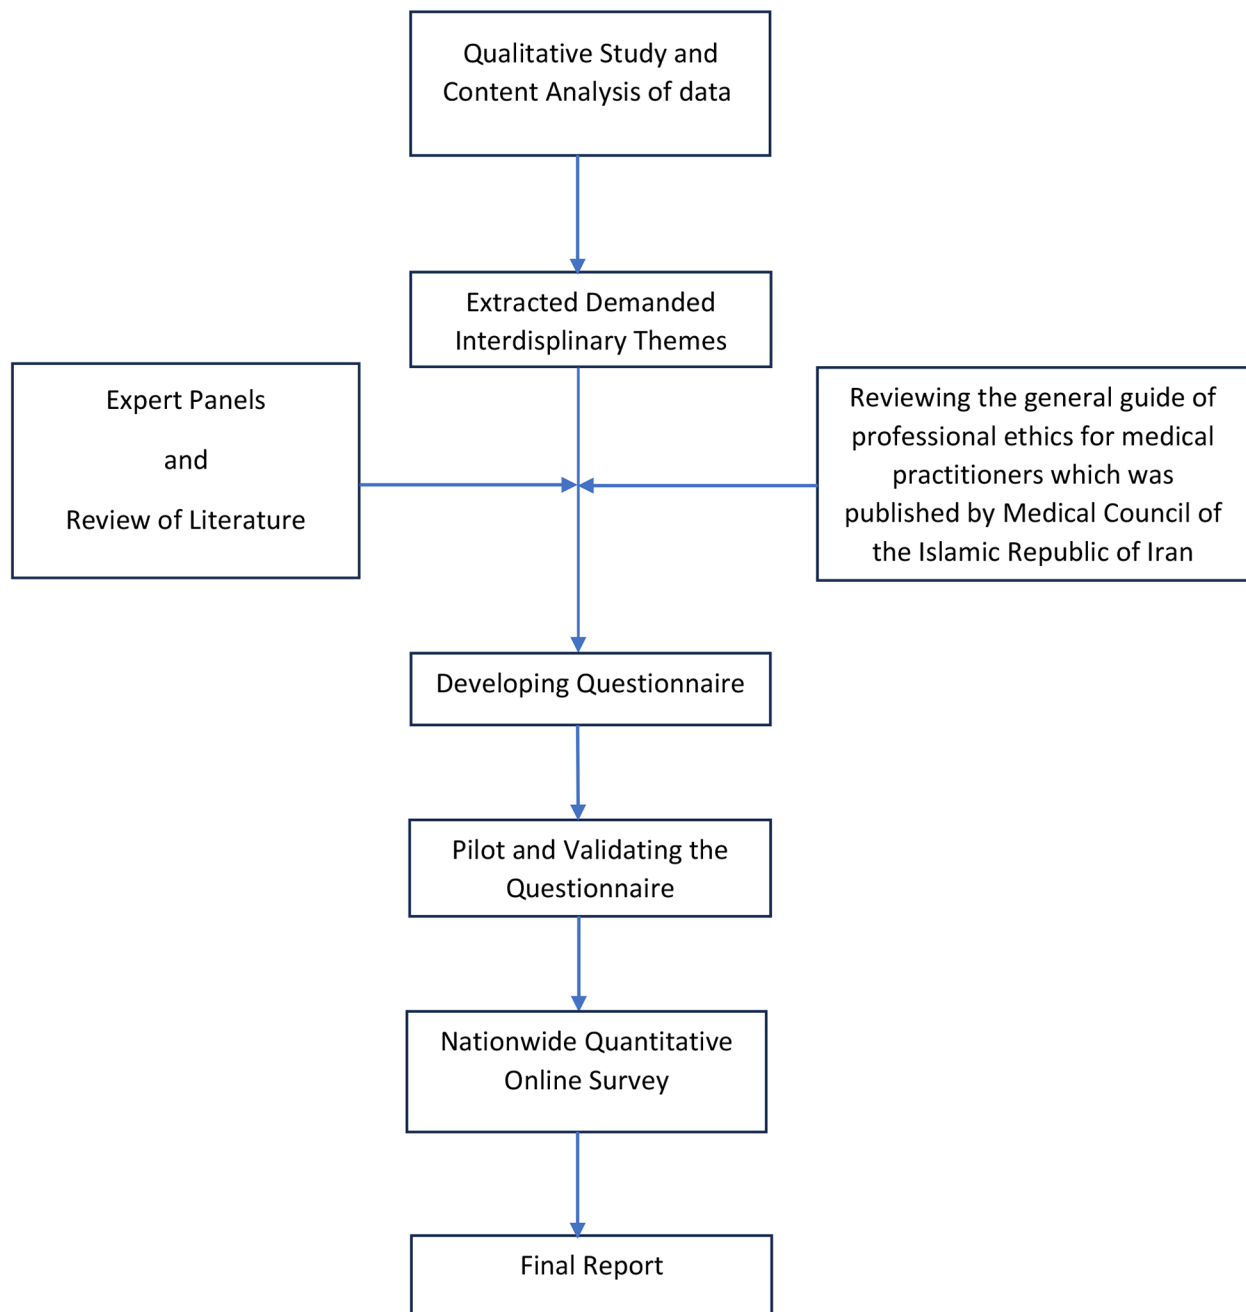 Qualitative Study and
Content Analysis of data
Extracted Demanded
Interdisplinary Themes
Expert Panels
and
Review of Literature
Reviewing the general guide of
professional ethics for medical
practitioners which was
published by Medical Council of
the Islamic Republic of Iran
Developing Questionnaire
Pilot and Validating the
Questionnaire
Nationwide Quantitative
Online Survey
Final Report